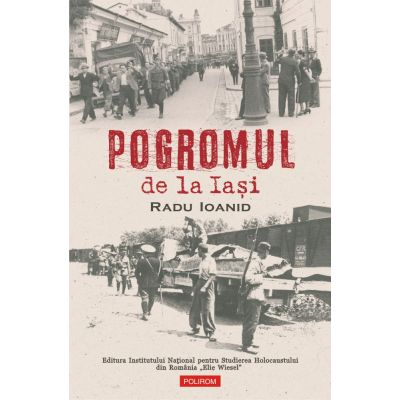 POGROMUL
de la Iași
RADU IOANID
Editura Institutului Național pentru Studierea Holocaustului
din România „Elie Wiesel”
POLIROM